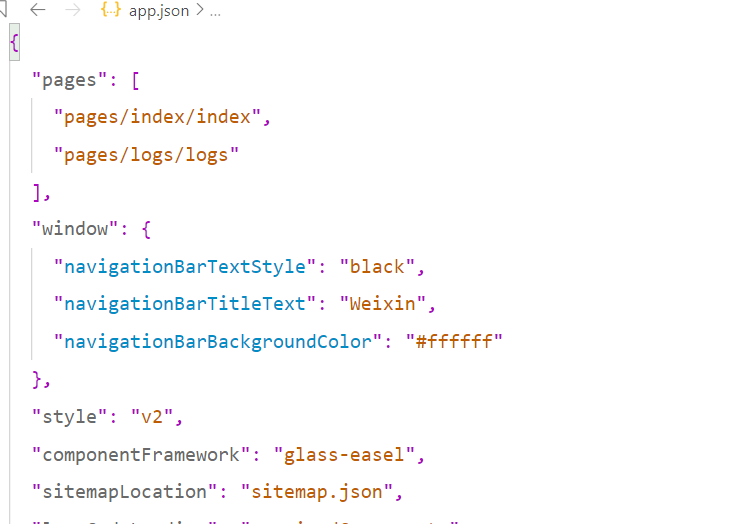 {..} app.json > ...
{
"pages": [
"pages/index/index",
"pages/logs/logs"
],
"window": {
"navigationBarTextStyle": "black",
"navigationBarTitleText": "Weixin",
"navigationBarBackgroundColor": "#ffffff"
},
"style": "v2",
"componentFramework": "glass-easel",
"sitemapLocation": "sitemap.json",